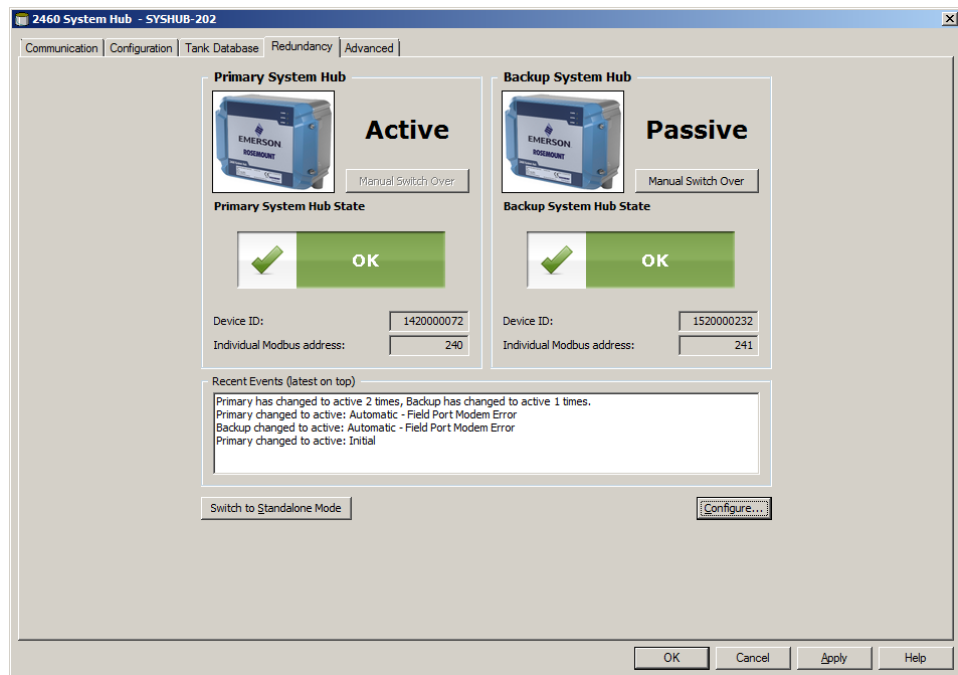 2460 System Hub - SYSHUB-202
Communication Configuration Tank Database Redundancy Advanced
Primary System Hub
EMERSON
ROSEMOUNT
Active
Manual Switch Over
Primary System Hub State
OK
Device ID: 1420000072
Individual Modbus address: 240
Backup System Hub
EMERSON
ROSEMOUNT
Passive
Manual Switch Over
Backup System Hub State
OK
Device ID: 1520000232
Individual Modbus address: 241
Recent Events (latest on top)
Primary has changed to active 2 times, Backup has changed to active 1 times.
Primary changed to active: Automatic - Field Port Modem Error
Backup changed to active: Automatic - Field Port Modem Error
Primary changed to active: Initial
Switch to Standalone Mode
Configure...
OK Cancel Apply Help